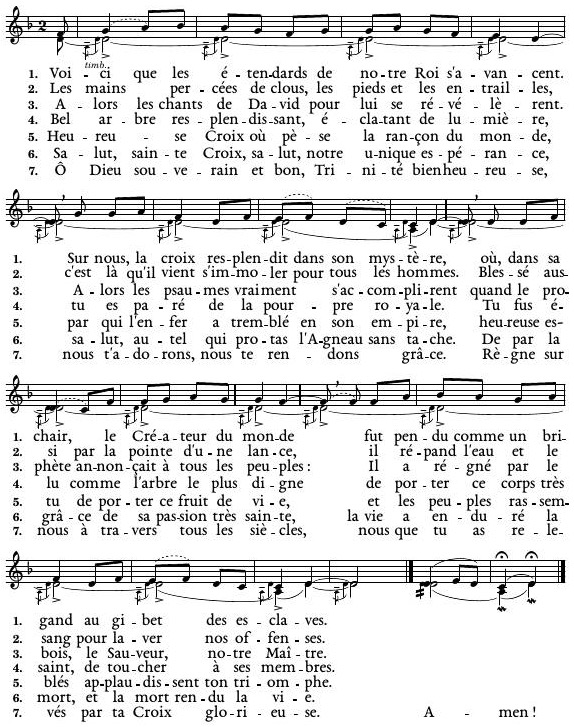 2
timb.
1. Voi - ci que les é - ten-dards de no-tre Roi s'a - van - cent.
2. Les mains per - cées de clous, les pieds et les en - trail - les,
3. A - lors les chants de Da - vid pour lui se ré - vé - lè - rent.
4. Bel ar - bre res - plen - dis-sant, é - cla-tant de lu - miè - re,
5. Heu - reu - se Croix où pè - se la ran-çon du mon - de,
6. Sa - lut, sain - te Croix, sa - lut, notre u-nique es - pé - ran - ce,
7. Ô Dieu sou - ve - rain et bon, Tri - ni - té bien heu - reu - se,
1. Sur nous, la croix res-plen-dit dans son mys-tè-re, où, dans sa
2. c'est là qu'il vient s'im-mo-ler pour tous les hommes. Bles-sé aus-
3. A-lors les psau-mes vraiment s'ac-com-pli-rent quand le pro-
4. tu es pa-ré de la pour-pre ro-ya-le. Tu fus é-
5. par qui l'en-fer a trem-blé en son em-pi-re, heu-reuse es-
6. sa-lut, au-tel qui pro-tas l'A-gneau sans ta-che. De par la
7. nous t'a-do-rons, nous te ren-dons grâ-ce. Rè-gne sur
1. chair, le Cré-a-teur du mon-de fut pen-du comme un bri-
2. si par la pointe d'u-ne lan-ce, il ré-pand l'eau et le
3. phète an-non-çait à tous les peu-ples: Il a ré-gné par le
4. lu comme l'arbre le plus di-gne de por-ter ce corps très
5. tu de por-ter ce fruit de vi-e, et les peu-ples ras-sem-
6. grâ-ce de sa pas-sion très sain-te, la vie a en-du-ré la
7. nous à tra-vers tous les siè-cles, nous que tu as re-le-
1. gand au gi-bet des es-cla-ves.
2. sang pour la-ver nos of-fen-ses.
3. bois, le Sau-veur, no-tre Maî-tre.
4. saint, de tou-cher à ses mem-bres.
5. blés ap-plau-dis-sent ton tri-om-phe.
6. mort, et la mort ren-du la vi-e.
7. vés par ta Croix glo-ri-eu-se. A - men !